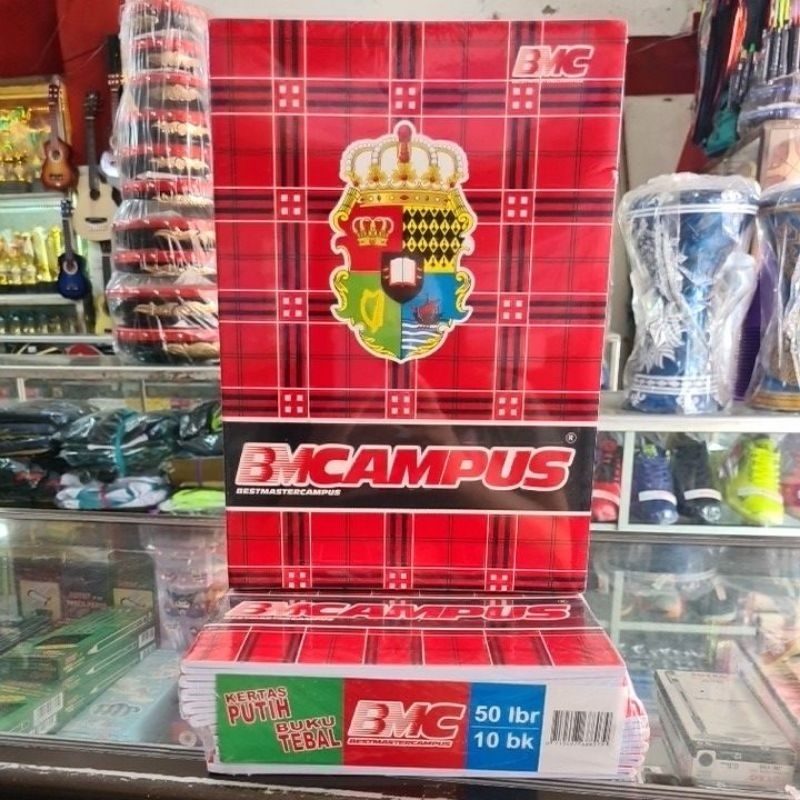 BMC
BMCAMPUS ®
BESTMASTERCAMPUS
BMCAMPUS
KERTAS
PUTIH
BUKU
TEBAL
BMC
BESTMASTERCAMPUS
50 lbr
10 bk